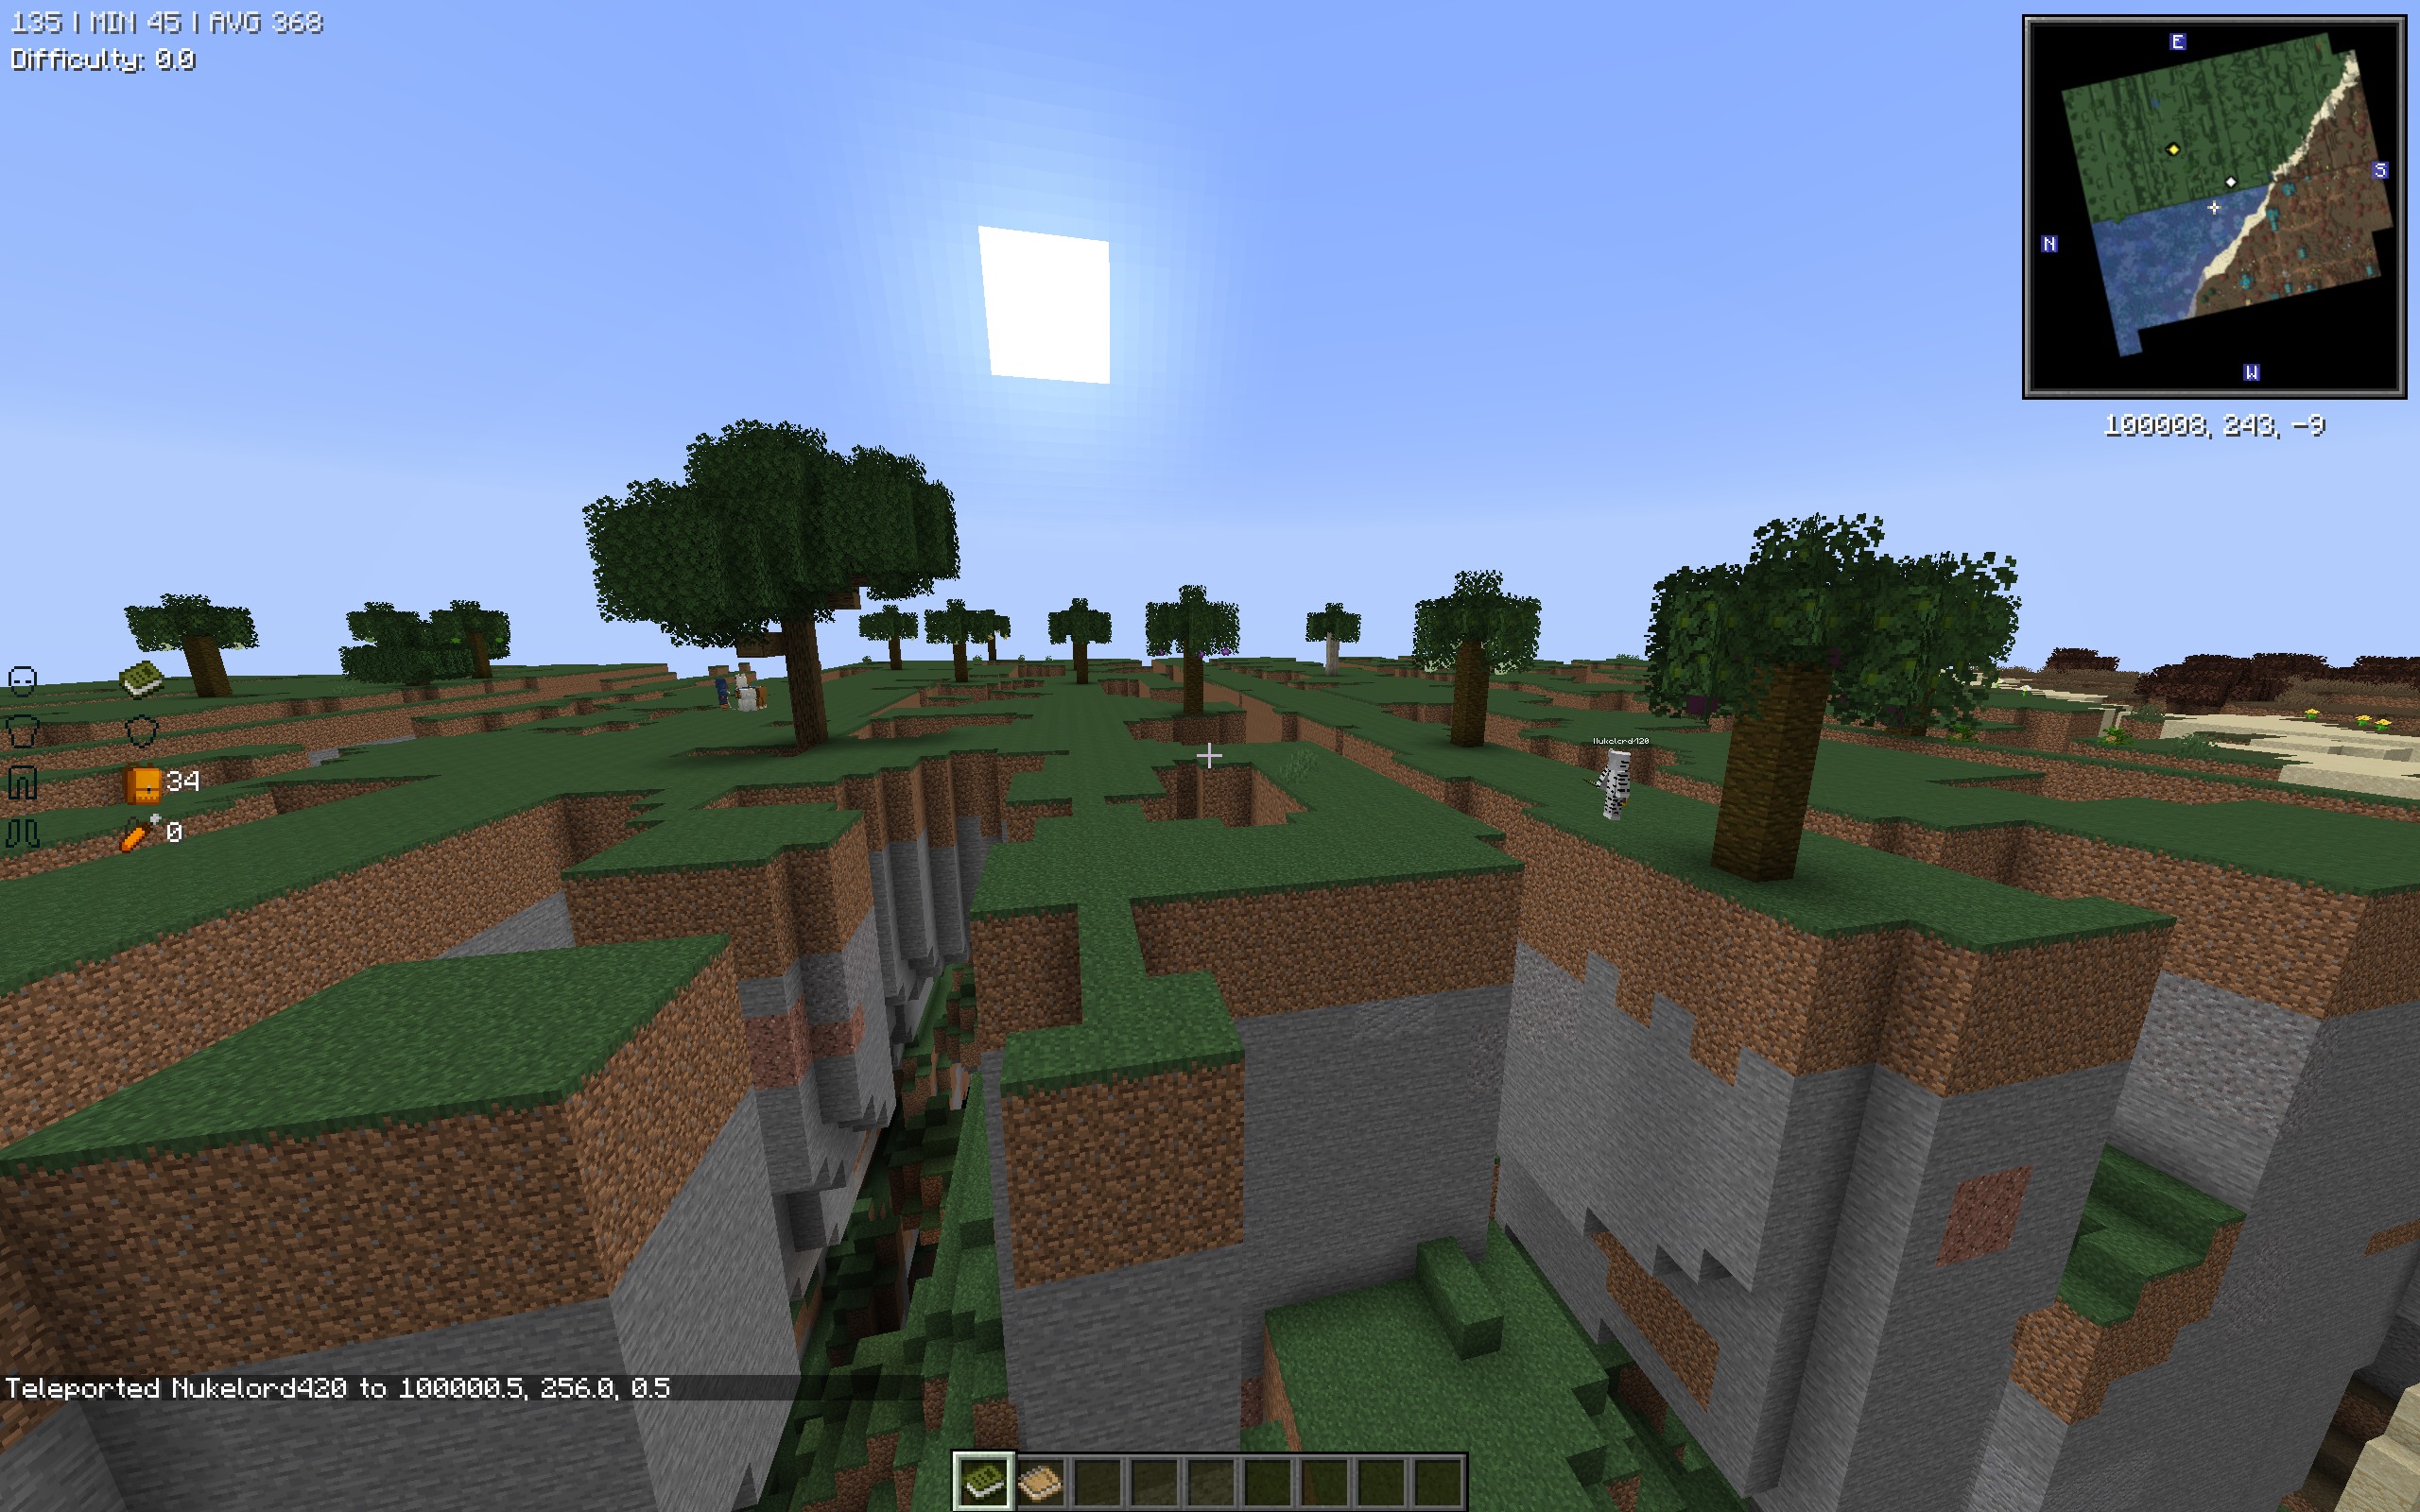 135 | MIN 45 | AVG 368
Difficulty: 0.0
E
S
N
W
100008, 243, -9
34
0
Nukelord420
Teleported Nukelord420 to 100000.5, 256.0, 0.5